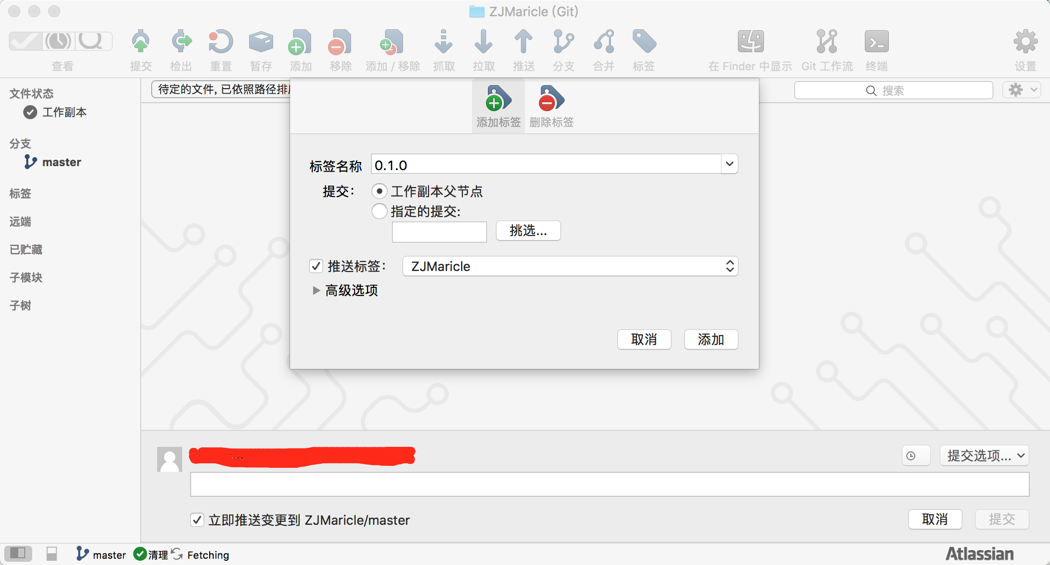 ZJMaricle (Git)
查看 提交 检出 重置 暂存 添加 移除 添加 / 移除 抓取 拉取 推送 分支 合并 标签 在 Finder 中显示 Git 工作流 终端 设置
文件状态
工作副本
分支
master
标签
远端
已贮藏
子模块
子树
待定的文件, 已依照路径排
搜索
添加标签 删除标签
标签名称 0.1.0
提交: 工作副本父节点
指定的提交:
挑选...
推送标签: ZJMaricle
高级选项
取消 添加
提交选项...
立即推送变更到 ZJMaricle/master
取消 提交
master 清理 Fetching
Atlassian